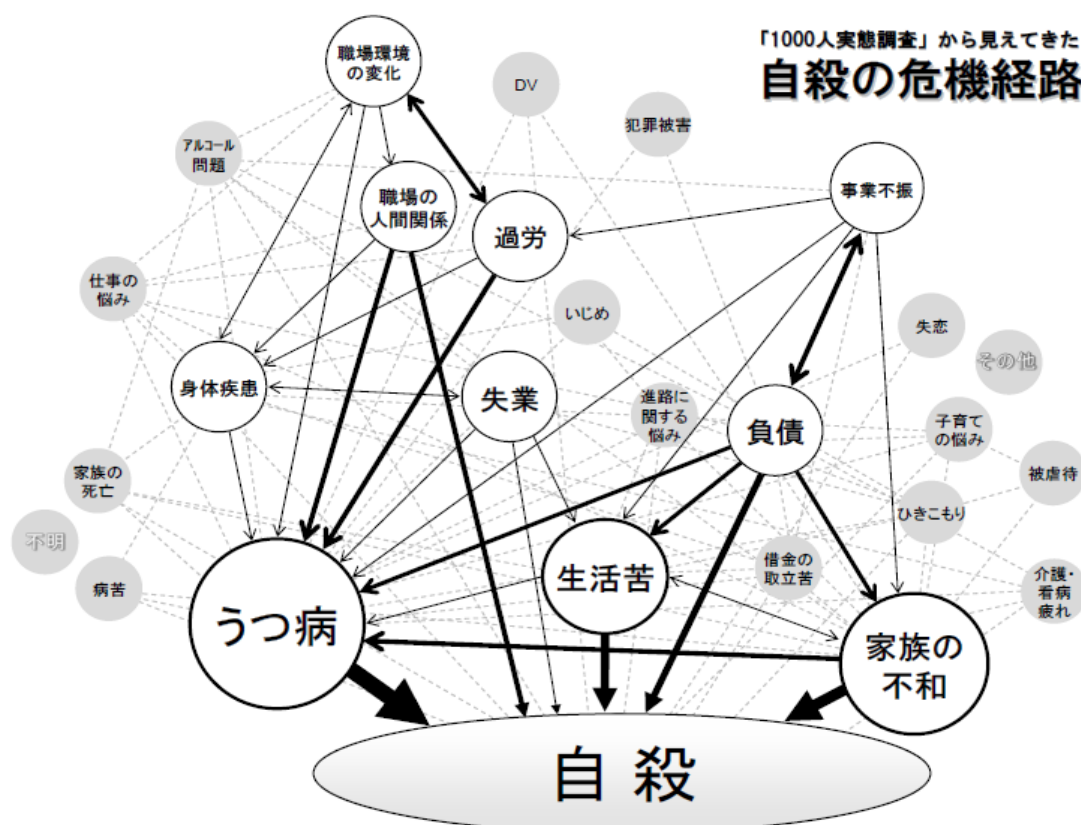 「1000人実態調査」から見えてきた
自殺の危機経路
職場環境
の変化
DV
犯罪被害
アルコール
問題
職場の
人間関係
過労
事業不振
仕事の
悩み
いじめ
失恋
その他
身体疾患
失業
進路に
関する
悩み
負債
子育て
の悩み
家族の
死亡
被虐待
ひきこもり
不明
病苦
うつ病
生活苦
借金の
取立苦
介護・
看病
疲れ
家族の
不和
自殺